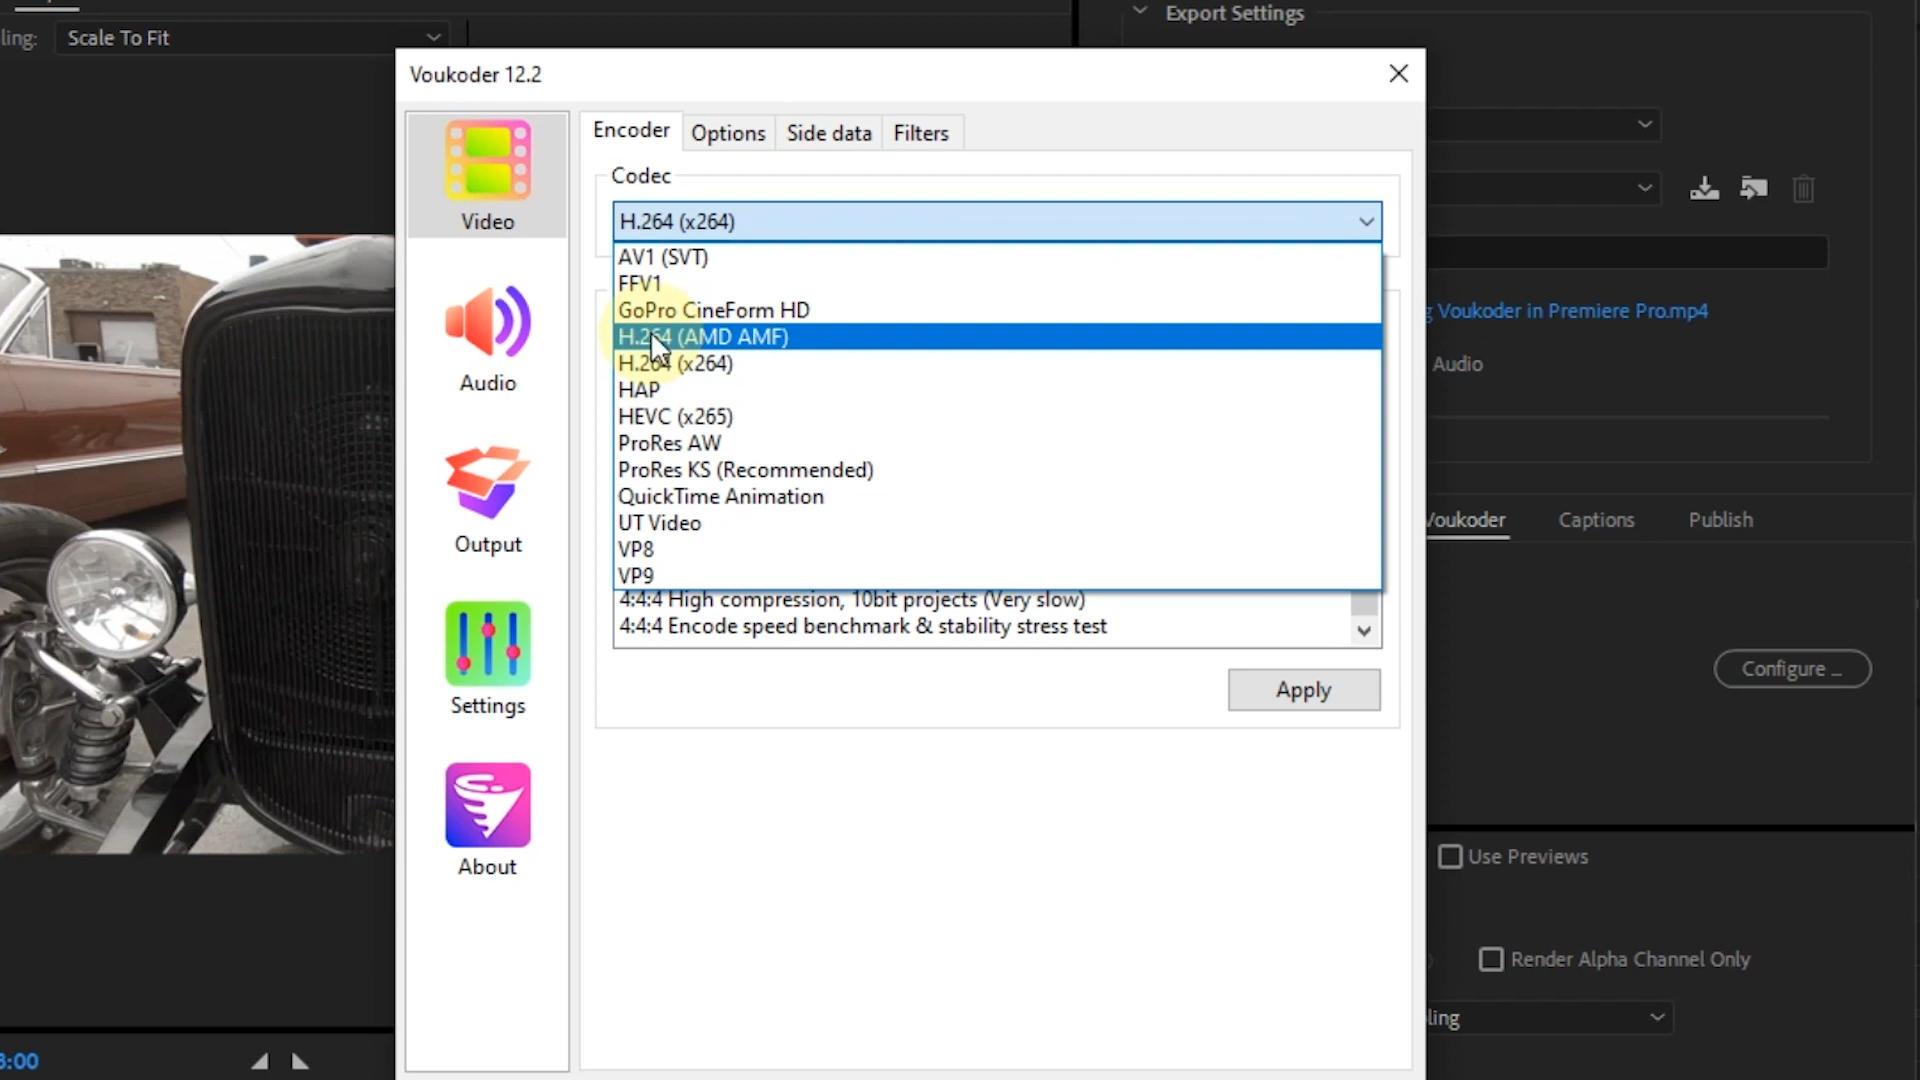 Export Settings
ling: Scale To Fit
Voukoder 12.2
Encoder Options Side data Filters
Codec
H.264 (x264)
AV1 (SVT)
FFV1
GoPro CineForm HD
H.264 (AMD AMF)
H.264 (x264)
HAP
HEVC (x265)
ProRes AW
ProRes KS (Recommended)
QuickTime Animation
UT Video
VP8
VP9
4:4:4 High compression, 10bit projects (Very slow)
4:4:4 Encode speed benchmark & stability stress test
Apply
Video
Audio
Output
Settings
About
g Voukoder in Premiere Pro.mp4
Audio
Voukoder Captions Publish
Configure ...
Use Previews
Render Alpha Channel Only
ling
3:00